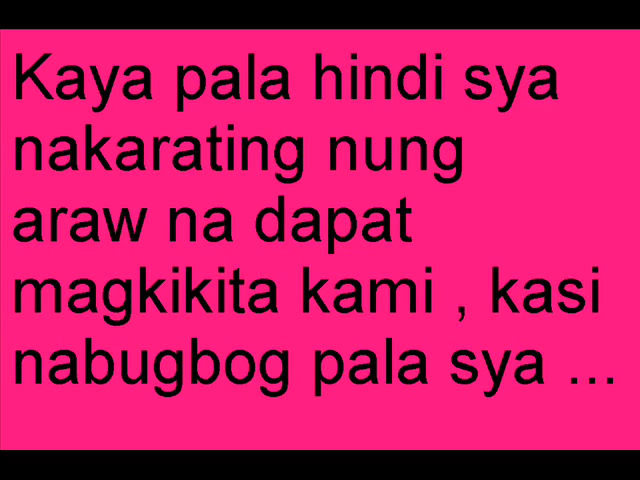 Kaya pala hindi sya
nakarating nung
araw na dapat
magkikita kami , kasi
nabugbog pala sya ...